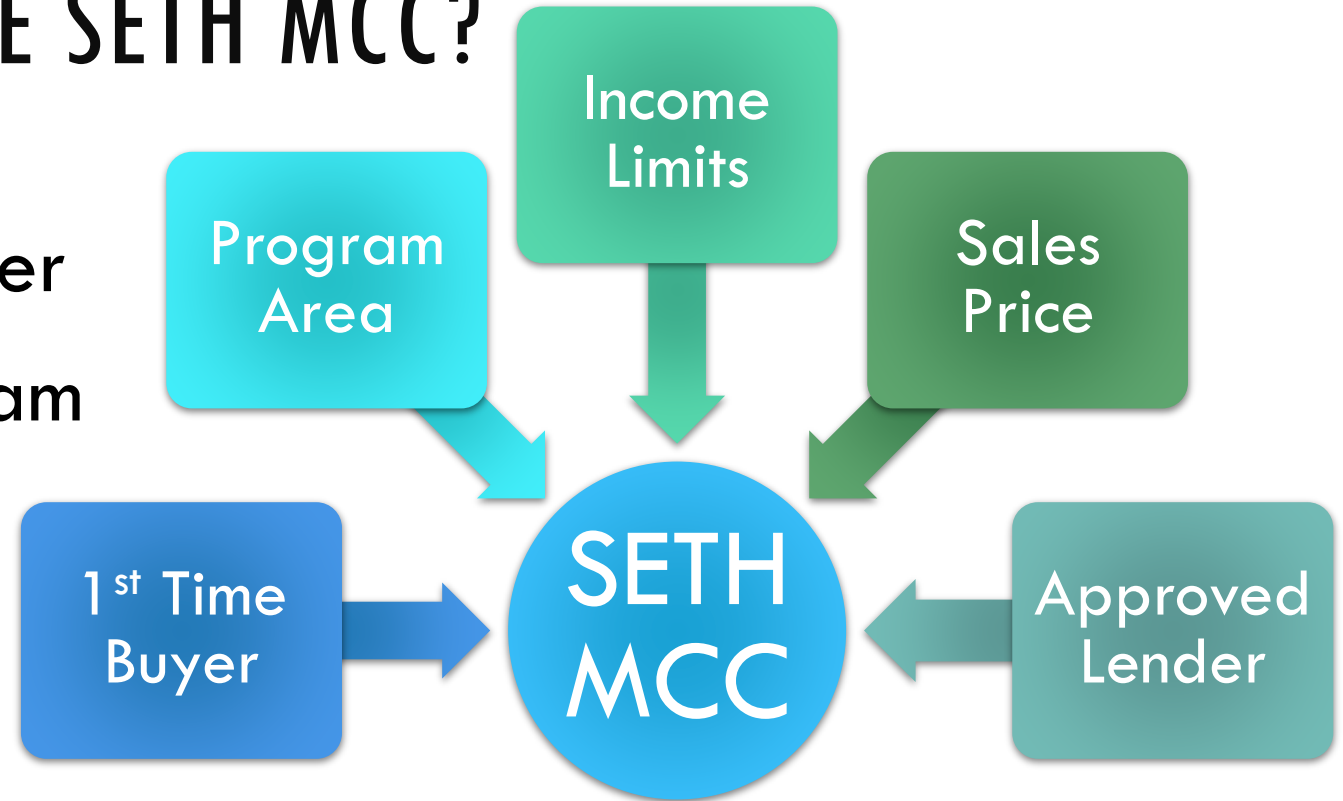 E SETH MCC?
er
am
Income
Limits
Program
Area
Sales
Price
1st Time
Buyer
SETH
MCC
Approved
Lender